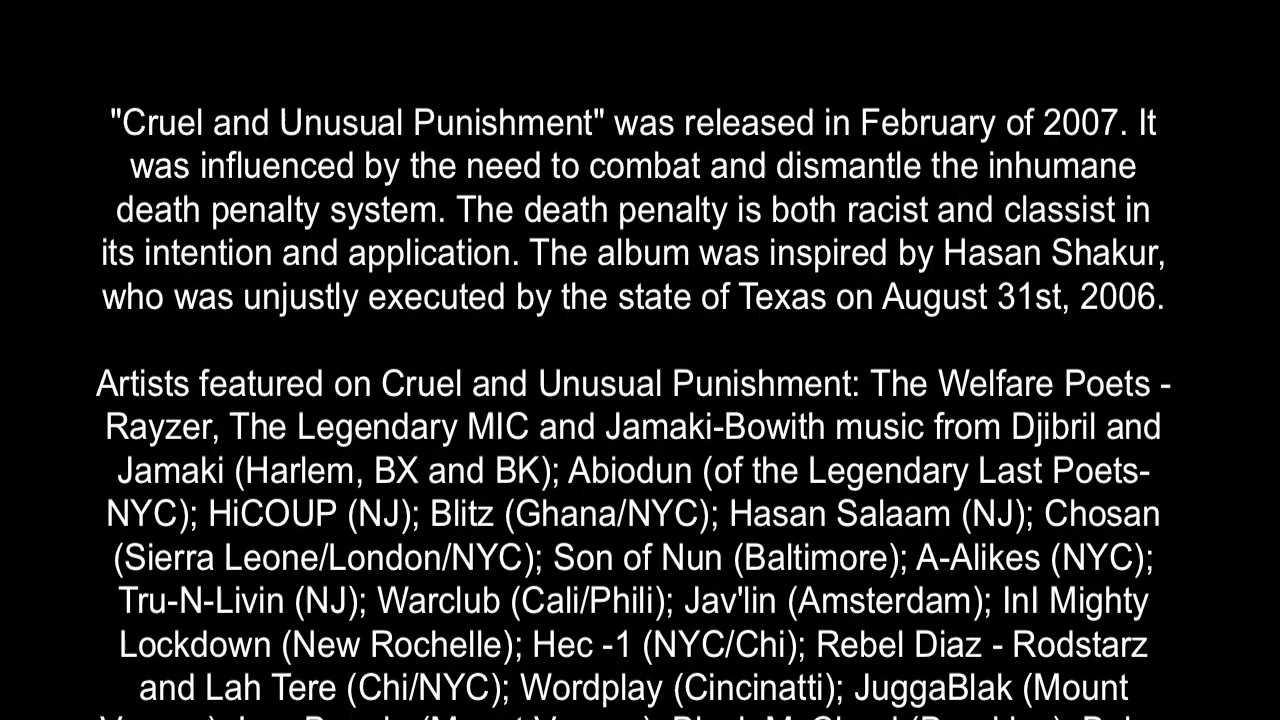 "Cruel and Unusual Punishment" was released in February of 2007. It
was influenced by the need to combat and dismantle the inhumane
death penalty system. The death penalty is both racist and classist in
its intention and application. The album was inspired by Hasan Shakur,
who was unjustly executed by the state of Texas on August 31st, 2006.
Artists featured on Cruel and Unusual Punishment: The Welfare Poets -
Rayzer, The Legendary MIC and Jamaki-Bowith music from Djibril and
Jamaki (Harlem, BX and BK); Abiodun (of the Legendary Last Poets-
NYC); HiCOUP (NJ); Blitz (Ghana/NYC); Hasan Salaam (NJ); Chosan
(Sierra Leone/London/NYC); Son of Nun (Baltimore); A-Alikes (NYC);
Tru-N-Livin (NJ); Warclub (Cali/Phili); Jav'lin (Amsterdam); InI Mighty
Lockdown (New Rochelle); Hec -1 (NYC/Chi); Rebel Diaz - Rodstarz
and Lah Tere (Chi/NYC); Wordplay (Cincinatti); JuggaBlak (Mount